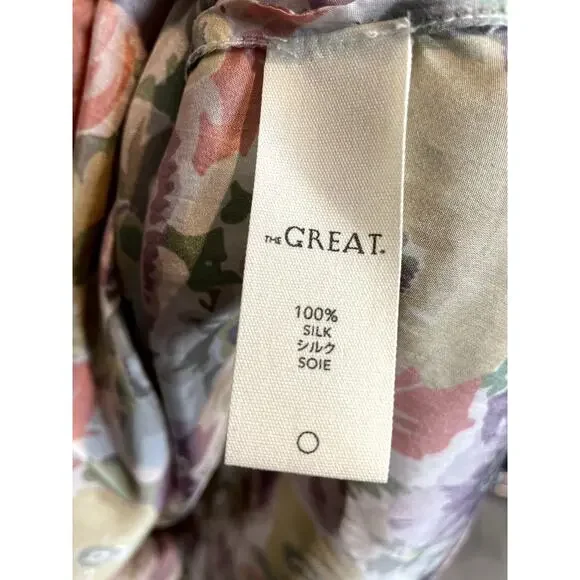 THE GREAT.
100%
SILK
シルク
SOIE